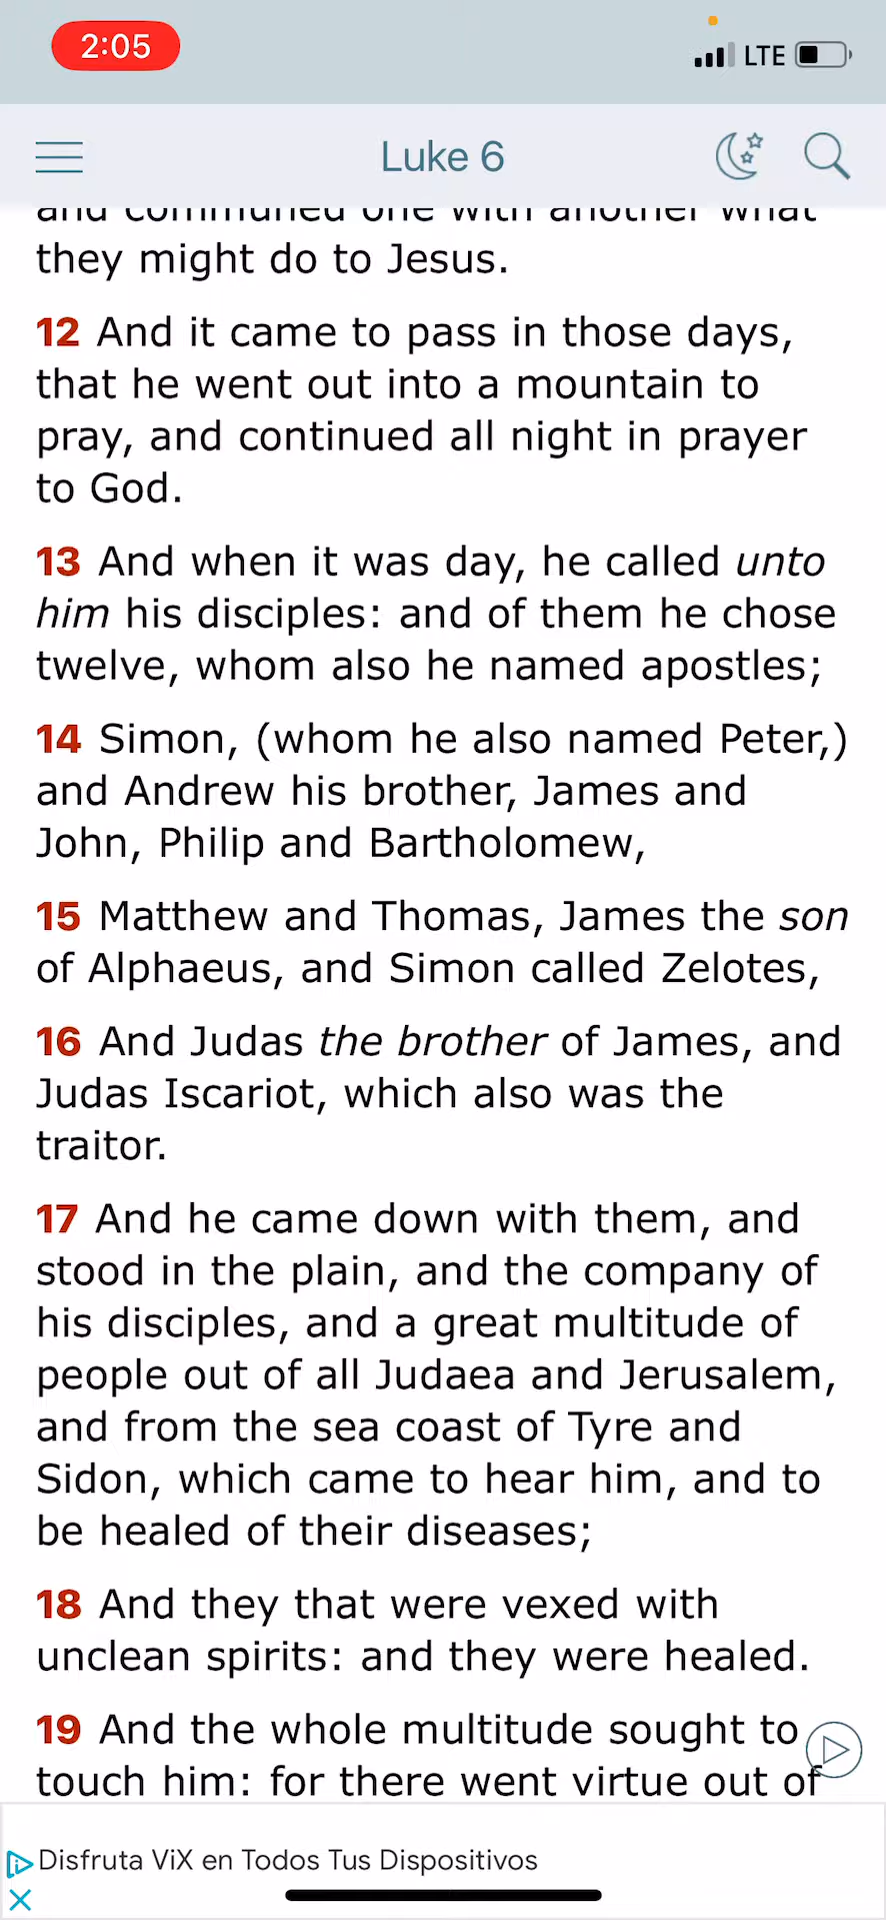 2:05
LTE
Luke 6
and communed one with another what
they might do to Jesus.
12 And it came to pass in those days,
that he went out into a mountain to
pray, and continued all night in prayer
to God.
13 And when it was day, he called unto
him his disciples: and of them he chose
twelve, whom also he named apostles;
14 Simon, (whom he also named Peter,)
and Andrew his brother, James and
John, Philip and Bartholomew,
15 Matthew and Thomas, James the son
of Alphaeus, and Simon called Zelotes,
16 And Judas the brother of James, and
Judas Iscariot, which also was the
traitor.
17 And he came down with them, and
stood in the plain, and the company of
his disciples, and a great multitude of
people out of all Judaea and Jerusalem,
and from the sea coast of Tyre and
Sidon, which came to hear him, and to
be healed of their diseases;
18 And they that were vexed with
unclean spirits: and they were healed.
19 And the whole multitude sought to
touch him: for there went virtue out of
Disfruta ViX en Todos Tus Dispositivos